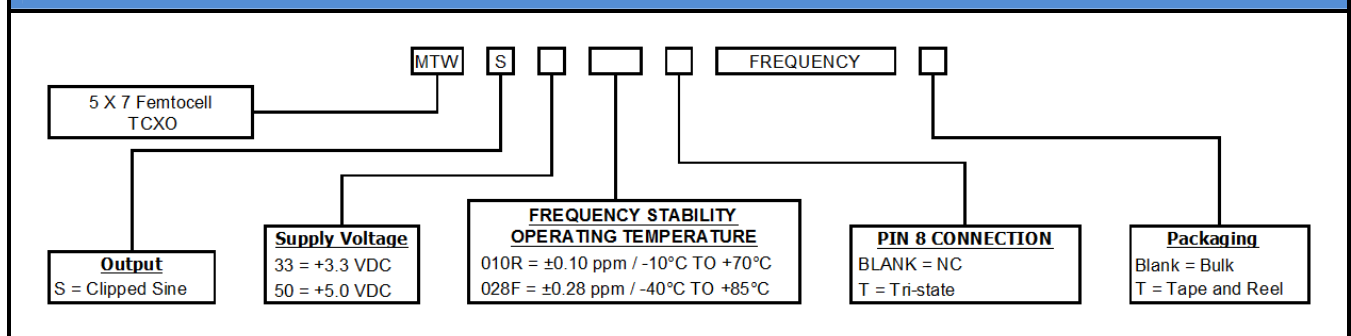 MTW S FREQUENCY
5 X 7 Femtocell
TCXO
Output
S = Clipped Sine
Supply Voltage
33 = +3.3 VDC
50 = +5.0 VDC
FREQUENCY STABILITY
OPERATING TEMPERATURE
010R = ±0.10 ppm / -10°C TO +70°C
028F = ±0.28 ppm / -40°C TO +85°C
PIN 8 CONNECTION
BLANK = NC
T = Tri-state
Packaging
Blank = Bulk
T = Tape and Reel